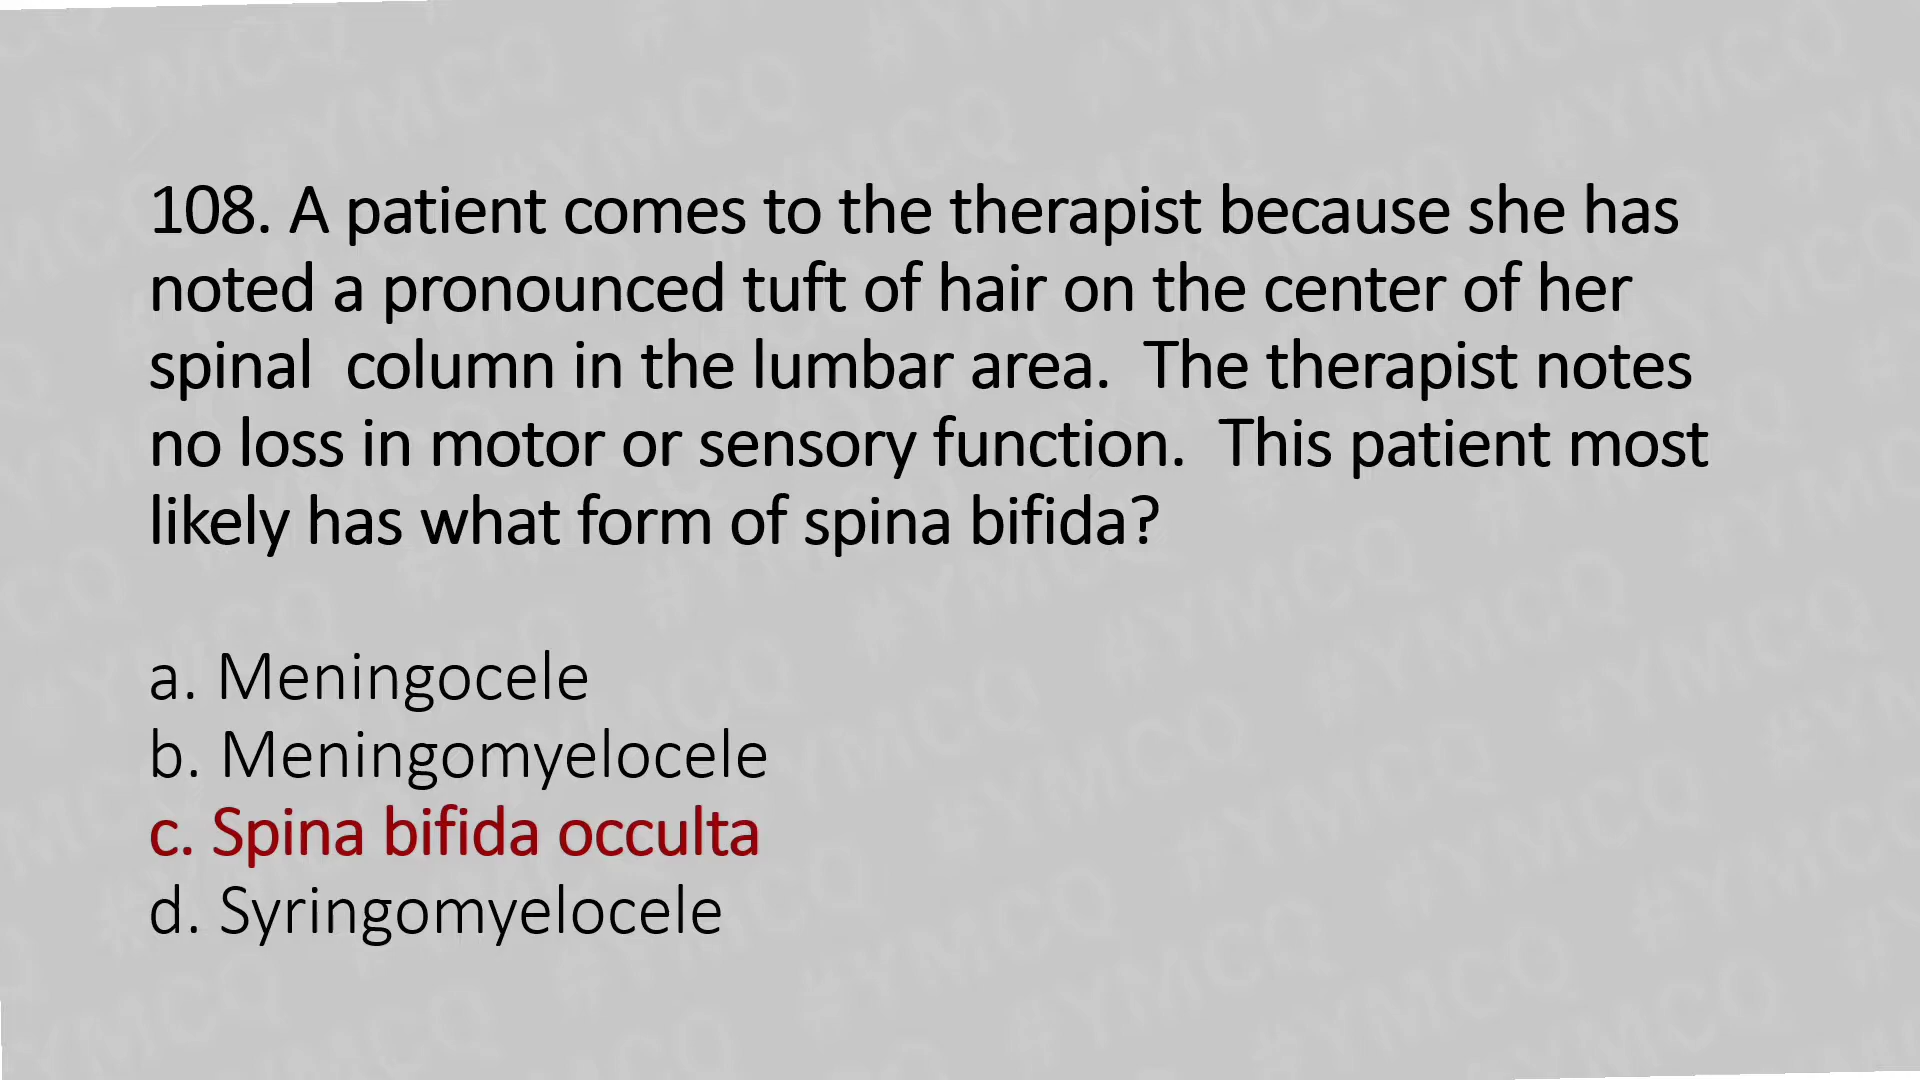 108. A patient comes to the therapist because she has
noted a pronounced tuft of hair on the center of her
spinal  column in the lumbar area.  The therapist notes
no loss in motor or sensory function.  This patient most
likely has what form of spina bifida?
a. Meningocele
b. Meningomyelocele
c. Spina bifida occulta
d. Syringomyelocele
#YMCQ